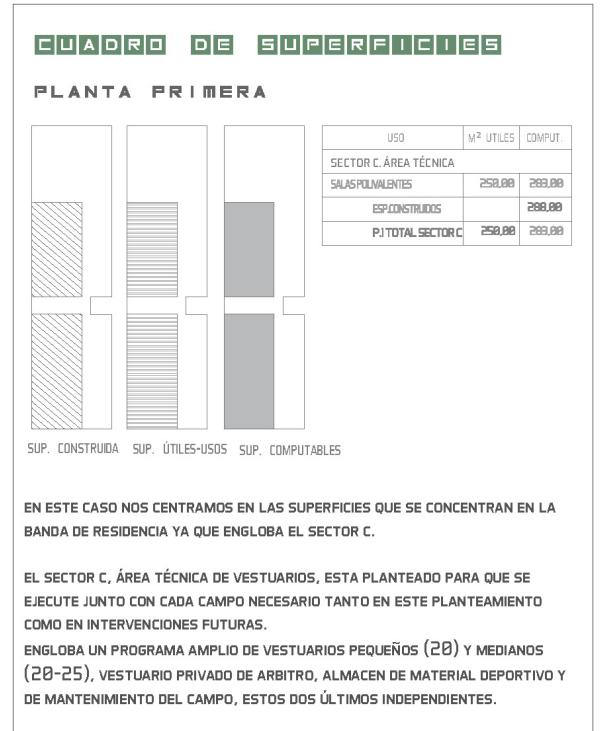 CUADRO DE SUPERFICIES
PLANTA PRIMERA
USO M² UTILES COMPUT.
SECTOR C. ÁREA TÉCNICA
SALAS POLIVALENTES 250,00 283,00
ESP.CONSTRUIDOS 288,00
P.I TOTAL SECTOR C 250,00 283,00
SUP. CONSTRUIDA SUP. ÚTILES-USOS SUP. COMPUTABLES
EN ESTE CASO NOS CENTRAMOS EN LAS SUPERFICIES QUE SE CONCENTRAN EN LA
BANDA DE RESIDENCIA YA QUE ENGLOBA EL SECTOR C.
EL SECTOR C, ÁREA TÉCNICA DE VESTUARIOS, ESTA PLANTEADO PARA QUE SE
EJECUTE JUNTO CON CADA CAMPO NECESARIO TANTO EN ESTE PLANTEAMIENTO
COMO EN INTERVENCIONES FUTURAS.
ENGLOBA UN PROGRAMA AMPLIO DE VESTUARIOS PEQUEÑOS (20) Y MEDIANOS
(20-25), VESTUARIO PRIVADO DE ARBITRO, ALMACEN DE MATERIAL DEPORTIVO Y
DE MANTENIMIENTO DEL CAMPO, ESTOS DOS ÚLTIMOS INDEPENDIENTES.